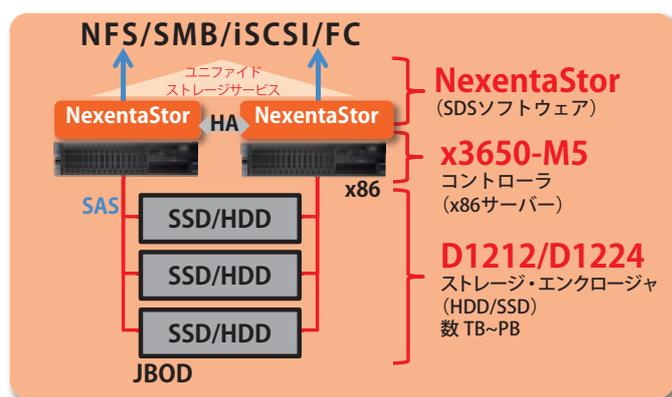 NFS/SMB/iSCSI/FC
ユニファイド
ストレージサービス
NexentaStor
HA
NexentaStor
x86
SAS
SSD/HDD
SSD/HDD
SSD/HDD
JBOD
NexentaStor
（SDSソフトウェア）
x3650-M5
コントローラ
（x86サーバー）
D1212/D1224
ストレージ・エンクロージャ
（HDD/SSD）
数 TB~PB